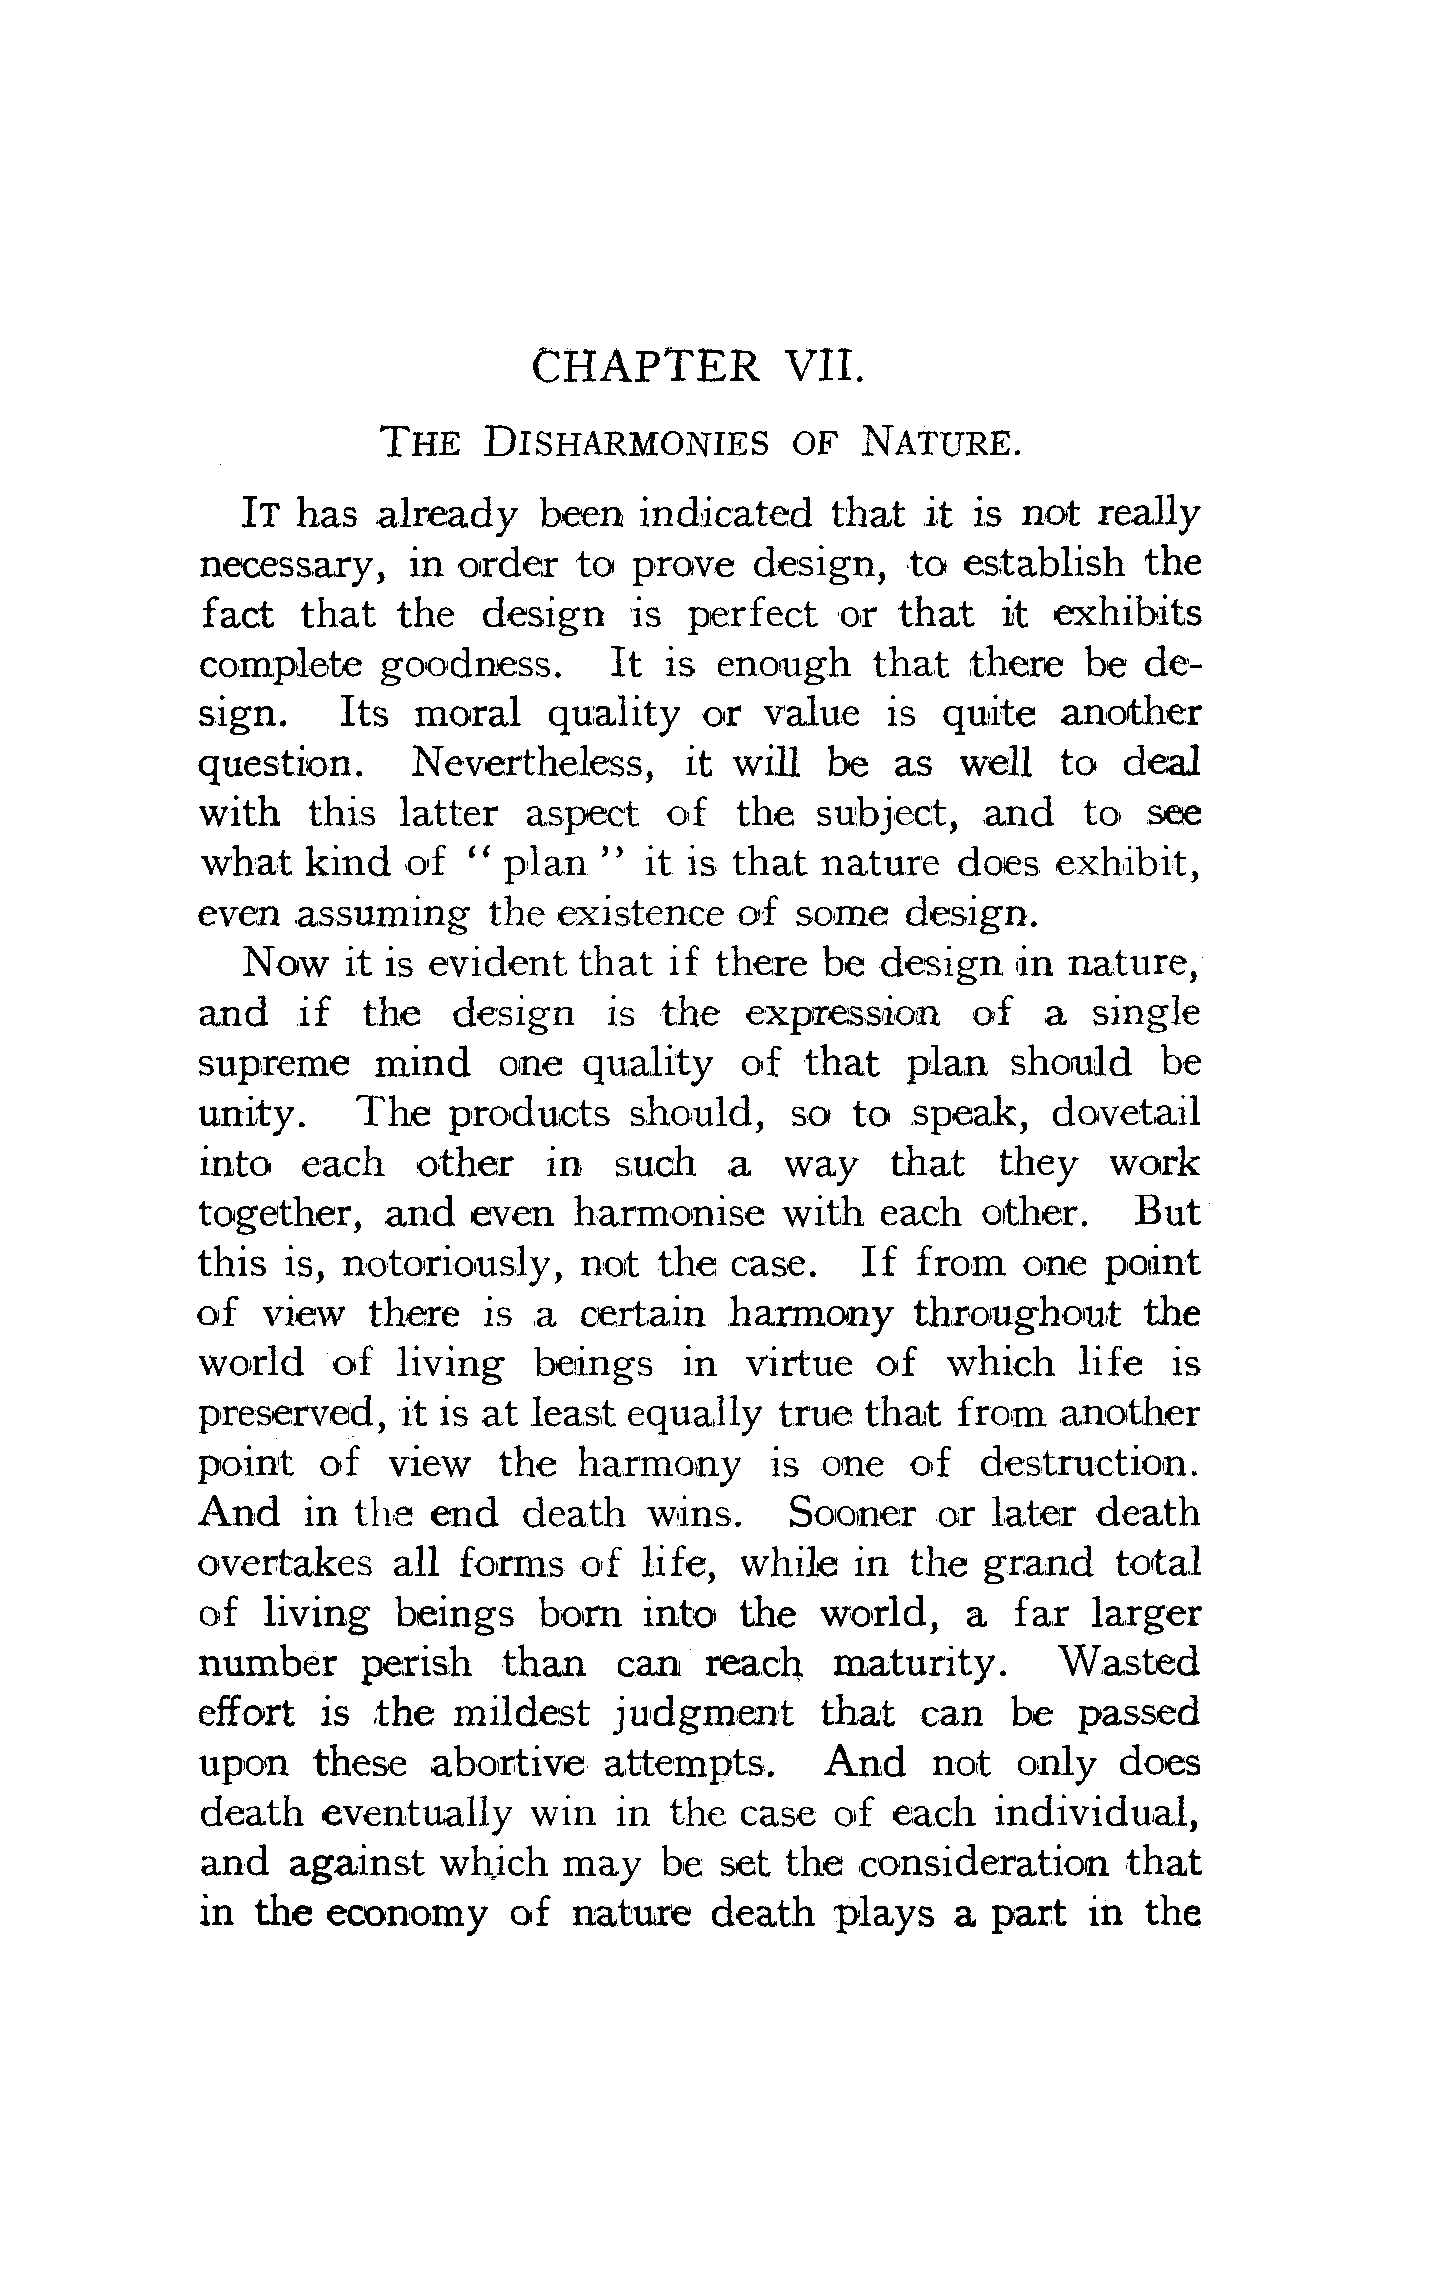 CHAPTER VII.
THE DISHARMONIES OF NATURE.
IT has already been indicated that it is not really
necessary, in order to prove design, to establish the
fact that the design is perfect or that it exhibits
complete goodness. It is enough that there be de-
sign. Its moral quality or value is quite another
question. Nevertheless, it will be as well to deal
with this latter aspect of the subject, and to see
what kind of “ plan ” it is that nature does exhibit,
even assuming the existence of some design.
Now it is evident that if there be design in nature,
and if the design is the expression of a single
supreme mind one quality of that plan should be
unity. The products should, so to speak, dovetail
into each other in such a way that they work
together, and even harmonise with each other. But
this is, notoriously, not the case. If from one point
of view there is a certain harmony throughout the
world of living beings in virtue of which life is
preserved, it is at least equally true that from another
point of view the harmony is one of destruction.
And in the end death wins. Sooner or later death
overtakes all forms of life, while in the grand total
of living beings born into the world, a far larger
number perish than can reach maturity. Wasted
effort is the mildest judgment that can be passed
upon these abortive attempts. And not only does
death eventually win in the case of each individual,
and against which may be set the consideration that
in the economy of nature death plays a part in the